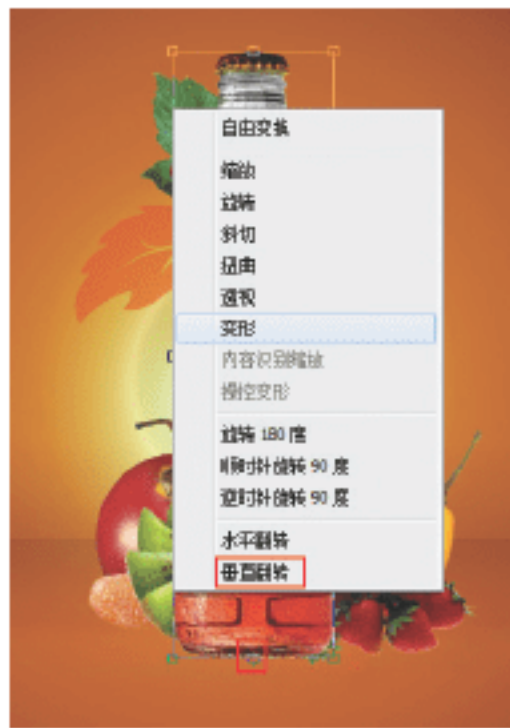 自由变换
缩放
旋转
斜切
扭曲
透视
变形
内容识别缩放
操控变形
旋转 180 度
顺时针旋转 90 度
逆时针旋转 90 度
水平翻转
垂直翻转